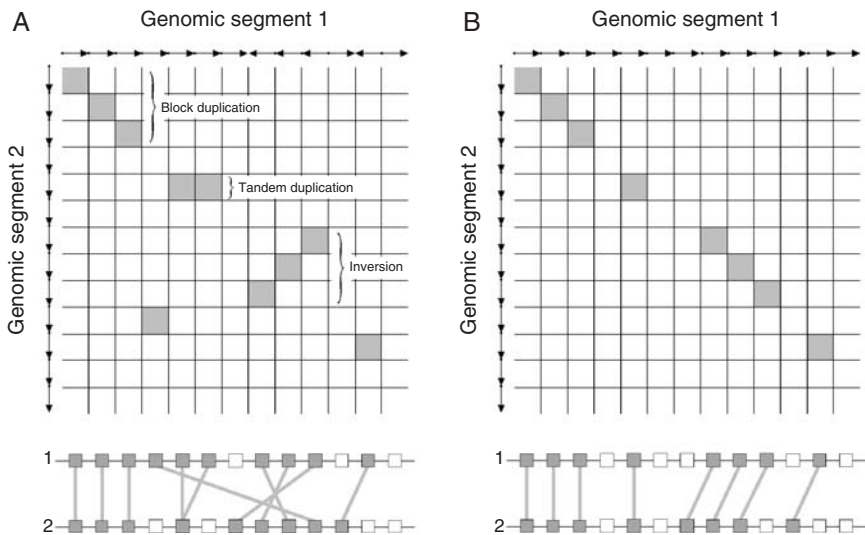 A
Genomic segment 1
Genomic segment 2
Block duplication
Tandem duplication
Inversion
1
2
B
Genomic segment 1
Genomic segment 2
1
2